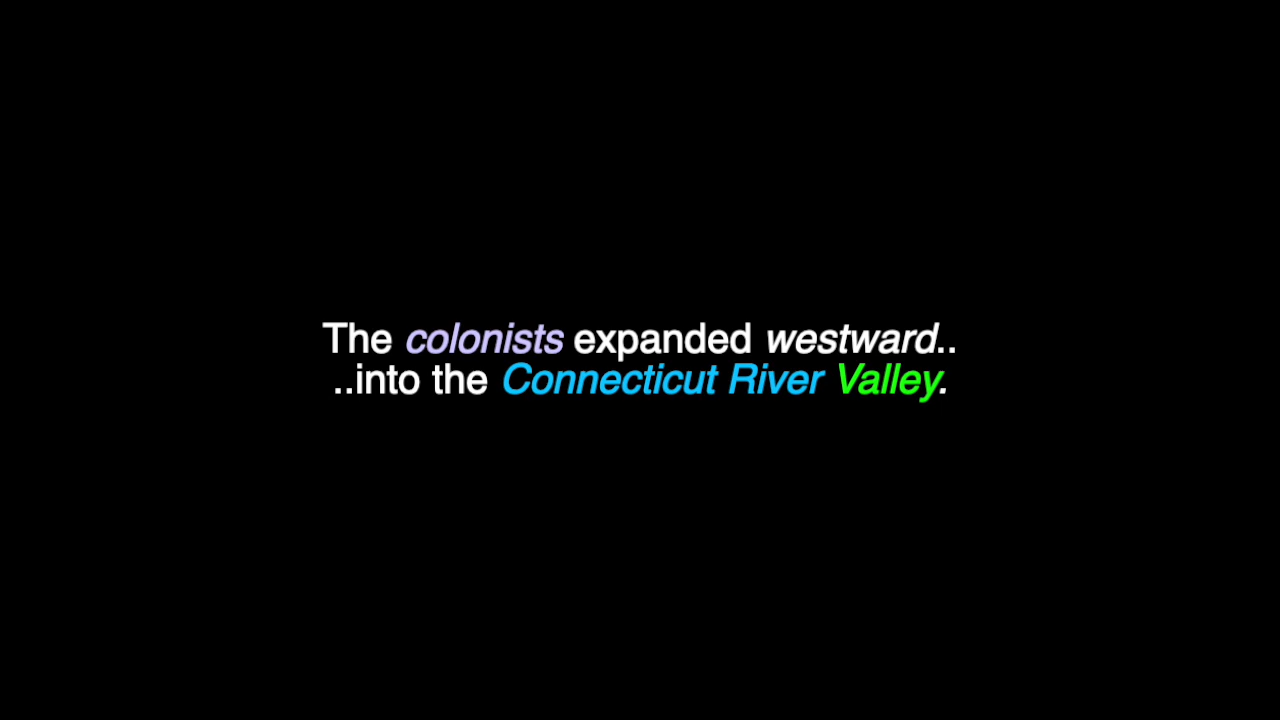 The colonists expanded westward..
..into the Connecticut River Valley.